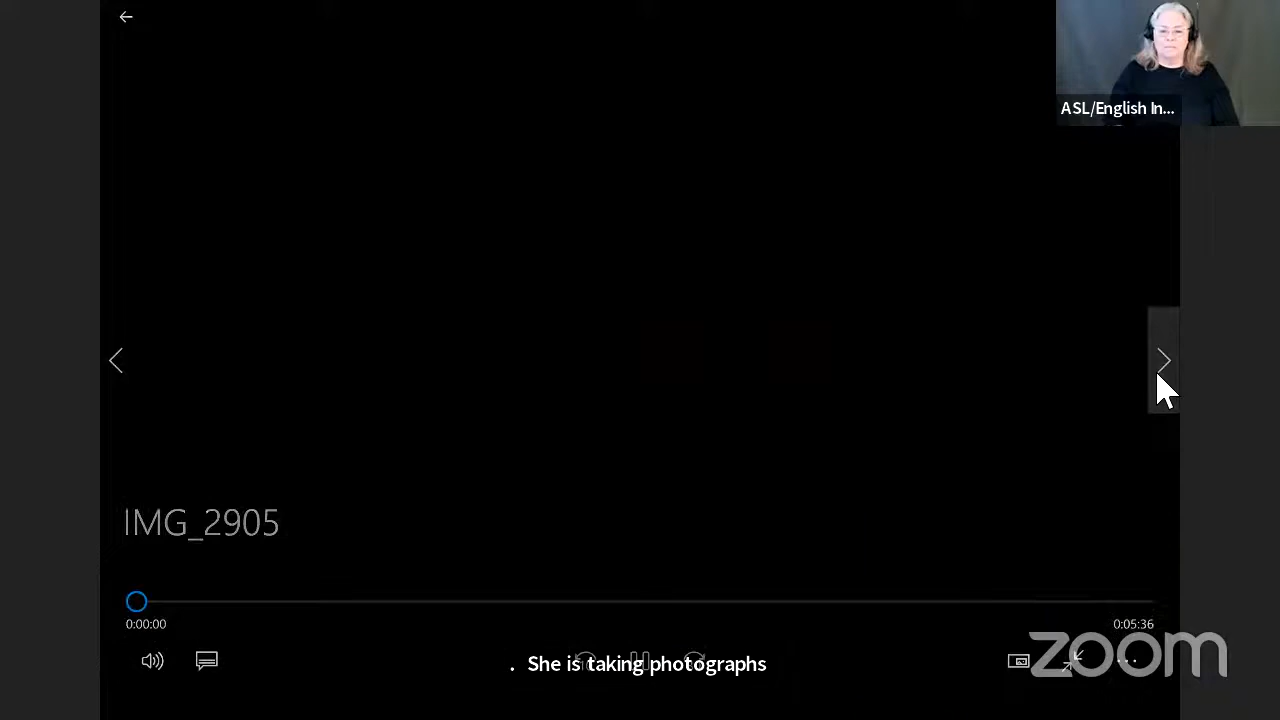 ASL/English In...
IMG_2905
0:00:00
0:05:36
. She is taking photographs
zoom